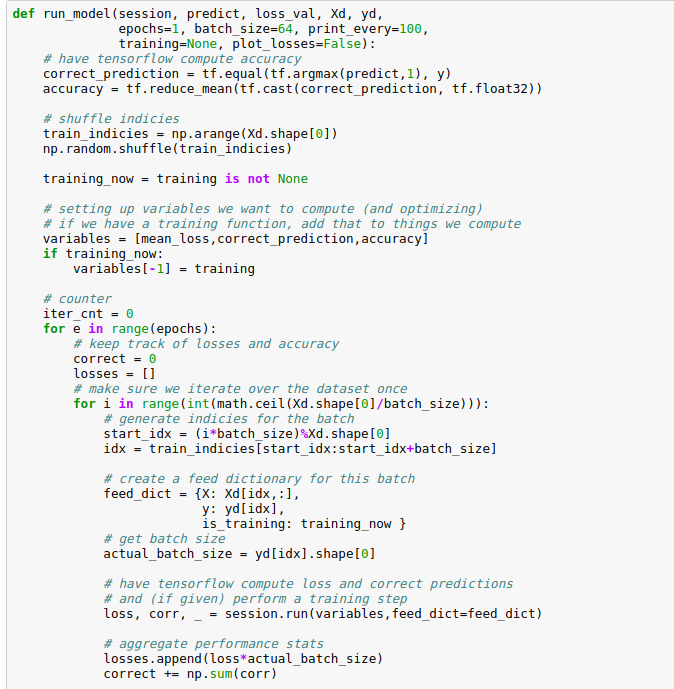 def run_model(session, predict, loss_val, Xd, yd,
              epochs=1, batch_size=64, print_every=100,
              training=None, plot_losses=False):
    # have tensorflow compute accuracy
    correct_prediction = tf.equal(tf.argmax(predict,1), y)
    accuracy = tf.reduce_mean(tf.cast(correct_prediction, tf.float32))

    # shuffle indicies
    train_indicies = np.arange(Xd.shape[0])
    np.random.shuffle(train_indicies)

    training_now = training is not None

    # setting up variables we want to compute (and optimizing)
    # if we have a training function, add that to things we compute
    variables = [mean_loss,correct_prediction,accuracy]
    if training_now:
        variables[-1] = training

    # counter
    iter_cnt = 0
    for e in range(epochs):
        # keep track of losses and accuracy
        correct = 0
        losses = []
        # make sure we iterate over the dataset once
        for i in range(int(math.ceil(Xd.shape[0]/batch_size))):
            # generate indicies for the batch
            start_idx = (i*batch_size)%Xd.shape[0]
            idx = train_indicies[start_idx:start_idx+batch_size]

            # create a feed dictionary for this batch
            feed_dict = {X: Xd[idx,:],
                         y: yd[idx],
                         is_training: training_now }
            # get batch size
            actual_batch_size = yd[idx].shape[0]

            # have tensorflow compute loss and correct predictions
            # and (if given) perform a training step
            loss, corr, _ = session.run(variables,feed_dict=feed_dict)

            # aggregate performance stats
            losses.append(loss*actual_batch_size)
            correct += np.sum(corr)